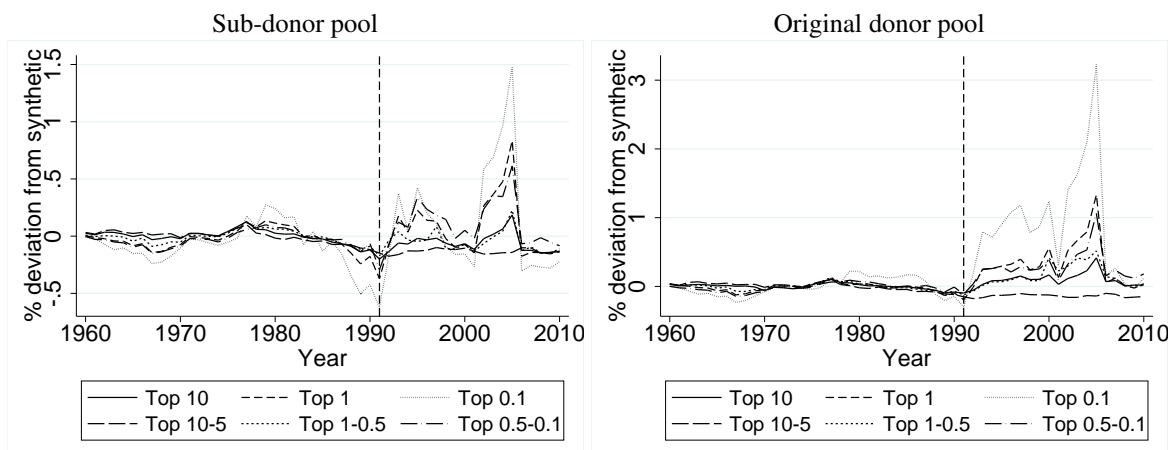 Sub-donor pool
% deviation from synthetic
1.5
1
.5
0
-.5
1960 1970 1980 1990 2000 2010
Year
Top 10 Top 1 Top 0.1
Top 10-5 Top 1-0.5 Top 0.5-0.1
Original donor pool
% deviation from synthetic
3
2
1
0
1960 1970 1980 1990 2000 2010
Year
Top 10 Top 1 Top 0.1
Top 10-5 Top 1-0.5 Top 0.5-0.1